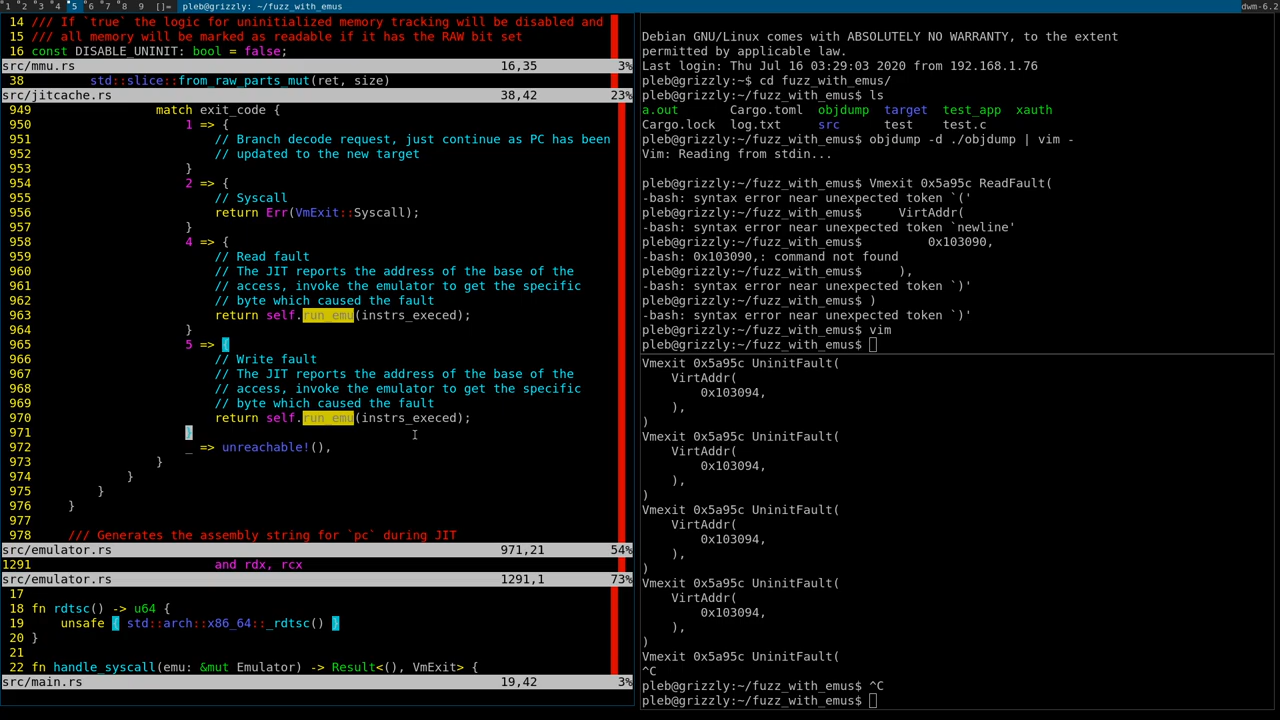 1 2 3 4 5 6 7 8 9 []= pleb@grizzly: ~/fuzz_with_emus dwm-6.2
14 /// If `true` the logic for uninitialized memory tracking will be disabled and
15 /// all memory will be marked as readable if it has the RAW bit set
16 const DISABLE_UNINIT: bool = false;
src/mmu.rs 16,35 3%
38 std::slice::from_raw_parts_mut(ret, size)
src/jitcache.rs 38,42 23%
949 match exit_code {
950 1 => {
951 // Branch decode request, just continue as PC has been
952 // updated to the new target
953 }
954 2 => {
955 // Syscall
956 return Err(VmExit::Syscall);
957 }
958 4 => {
959 // Read fault
960 // The JIT reports the address of the base of the
961 // access, invoke the emulator to get the specific
962 // byte which caused the fault
963 return self.run_emu(instrs_execed);
964 }
965 5 => {
966 // Write fault
967 // The JIT reports the address of the base of the
968 // access, invoke the emulator to get the specific
969 // byte which caused the fault
970 return self.run_emu(instrs_execed);
971 }
972 _ => unreachable!(),
973 }
974 }
975 }
976 }
977
978 /// Generates the assembly string for `pc` during JIT
src/emulator.rs 971,21 54%
1291 and rdx, rcx
src/emulator.rs 1291,1 73%
17
18 fn rdtsc() -> u64 {
19 unsafe { std::arch::x86_64::_rdtsc() }
20 }
21
22 fn handle_syscall(emu: &mut Emulator) -> Result<(), VmExit> {
src/main.rs 19,42 3%
Debian GNU/Linux comes with ABSOLUTELY NO WARRANTY, to the extent
permitted by applicable law.
Last login: Thu Jul 16 03:29:03 2020 from 192.168.1.76
pleb@grizzly:~$ cd fuzz_with_emus/
pleb@grizzly:~/fuzz_with_emus$ ls
a.out Cargo.toml objdump target test_app xauth
Cargo.lock log.txt src test test.c
pleb@grizzly:~/fuzz_with_emus$ objdump -d ./objdump | vim -
Vim: Reading from stdin...
pleb@grizzly:~/fuzz_with_emus$ Vmexit 0x5a95c ReadFault(
-bash: syntax error near unexpected token `('
pleb@grizzly:~/fuzz_with_emus$ VirtAddr(
-bash: syntax error near unexpected token `newline'
pleb@grizzly:~/fuzz_with_emus$ 0x103090,
-bash: 0x103090,: command not found
pleb@grizzly:~/fuzz_with_emus$ ),
-bash: syntax error near unexpected token `)'
pleb@grizzly:~/fuzz_with_emus$ )
-bash: syntax error near unexpected token `)'
pleb@grizzly:~/fuzz_with_emus$ vim
pleb@grizzly:~/fuzz_with_emus$
Vmexit 0x5a95c UninitFault(
VirtAddr(
0x103094,
),
)
Vmexit 0x5a95c UninitFault(
VirtAddr(
0x103094,
),
)
Vmexit 0x5a95c UninitFault(
VirtAddr(
0x103094,
),
)
Vmexit 0x5a95c UninitFault(
VirtAddr(
0x103094,
),
)
Vmexit 0x5a95c UninitFault(
^C
pleb@grizzly:~/fuzz_with_emus$ ^C
pleb@grizzly:~/fuzz_with_emus$